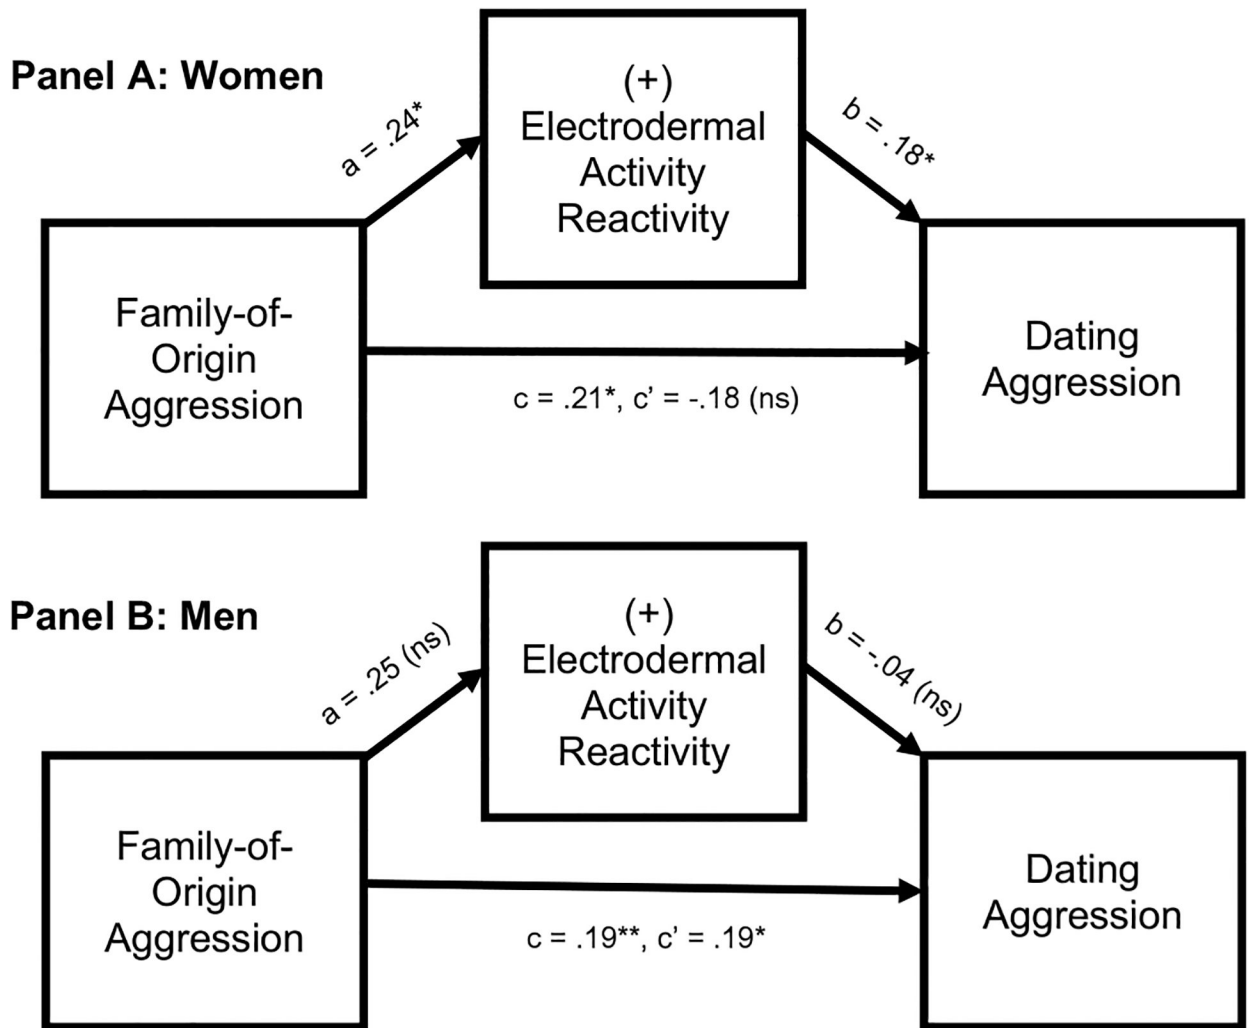 Panel A: Women
(+)
Electrodermal
Activity
Reactivity
a = .24*
b = .18*
Family-of-
Origin
Aggression
Dating
Aggression
c = .21*, c’ = -.18 (ns)
Panel B: Men
(+)
Electrodermal
Activity
Reactivity
a = .25 (ns)
b = -.04 (ns)
Family-of-
Origin
Aggression
Dating
Aggression
c = .19**, c’ = .19*